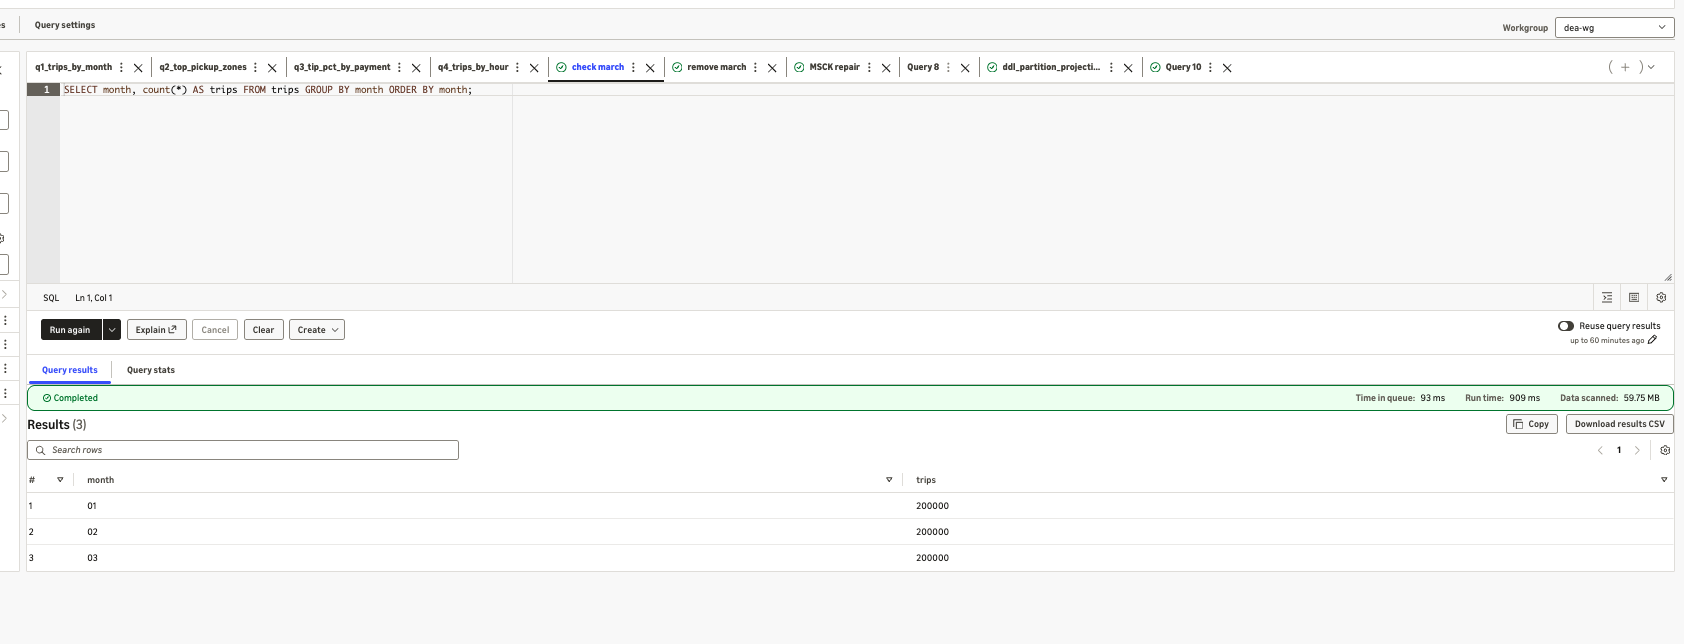 Query settings
Workgroup
dea-wg
q1_trips_by_month
q2_top_pickup_zones
q3_tip_pct_by_payment
q4_trips_by_hour
check march
remove march
MSCK repair
Query 8
ddl_partition_projecti...
Query 10
1 SELECT month, count(*) AS trips FROM trips GROUP BY month ORDER BY month;
SQL Ln 1, Col 1
Run again
Explain
Cancel
Clear
Create
Reuse query results
up to 60 minutes ago
Query results
Query stats
Completed
Time in queue: 93 ms
Run time: 909 ms
Data scanned: 59.75 MB
Results (3)
Copy
Download results CSV
Search rows
1
# month trips
1 01 200000
2 02 200000
3 03 200000